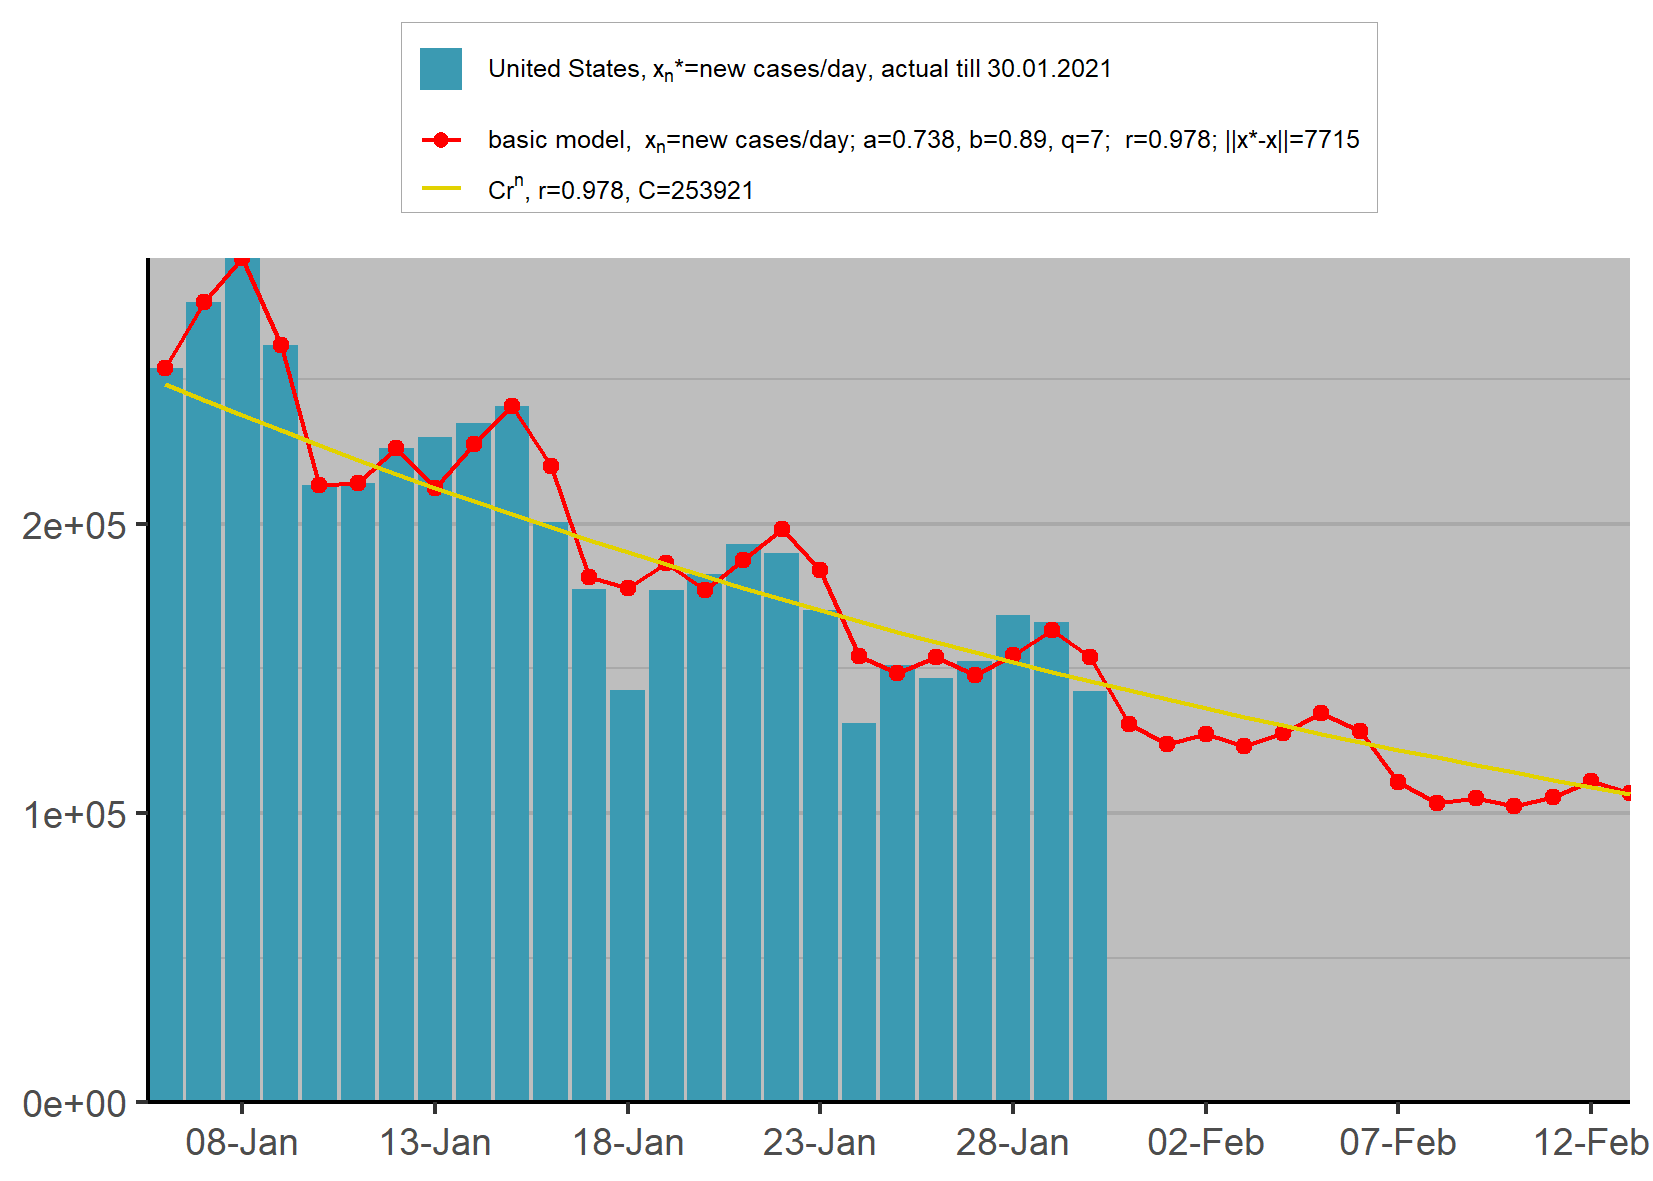 United States, xₙ*=new cases/day, actual till 30.01.2021
basic model,  xₙ=new cases/day; a=0.738, b=0.89, q=7;  r=0.978; ||x*-x||=7715
Crⁿ, r=0.978, C=253921
2e+05
1e+05
0e+00
08-Jan 13-Jan 18-Jan 23-Jan 28-Jan 02-Feb 07-Feb 12-Feb